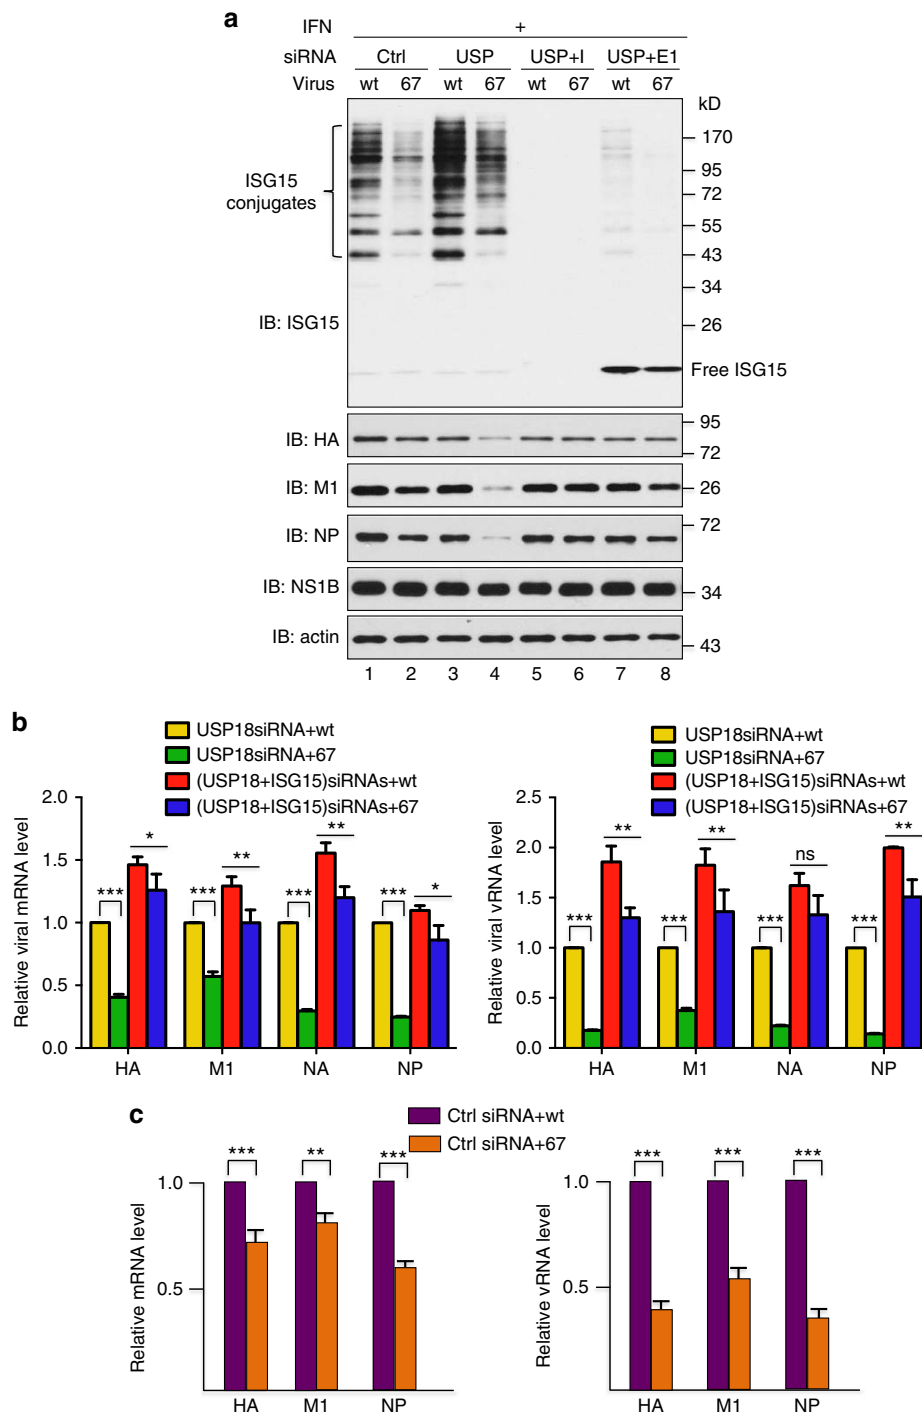 a
IFN +
siRNA Ctrl USP USP+I USP+E1
Virus wt 67 wt 67 wt 67 wt 67
kD
170
95
72
55
43
34
26
ISG15 conjugates
IB: ISG15
Free ISG15
IB: HA
95
72
IB: M1
26
IB: NP
72
IB: NS1B
34
IB: actin
43
1 2 3 4 5 6 7 8
b
USP18siRNA+wt
USP18siRNA+67
(USP18+ISG15)siRNAs+wt
(USP18+ISG15)siRNAs+67
Relative viral mRNA level
2.0
1.5
1.0
0.5
0.0
*** * *** ** *** ** *** *
HA M1 NA NP
USP18siRNA+wt
USP18siRNA+67
(USP18+ISG15)siRNAs+wt
(USP18+ISG15)siRNAs+67
Relative viral vRNA level
2.5
2.0
1.5
1.0
0.5
0.0
*** ** *** ** *** ns *** **
HA M1 NA NP
c
Ctrl siRNA+wt
Ctrl siRNA+67
Relative mRNA level
1.0
0.5
*** ** ***
HA M1 NP
Relative vRNA level
1.0
0.5
*** *** ***
HA M1 NP